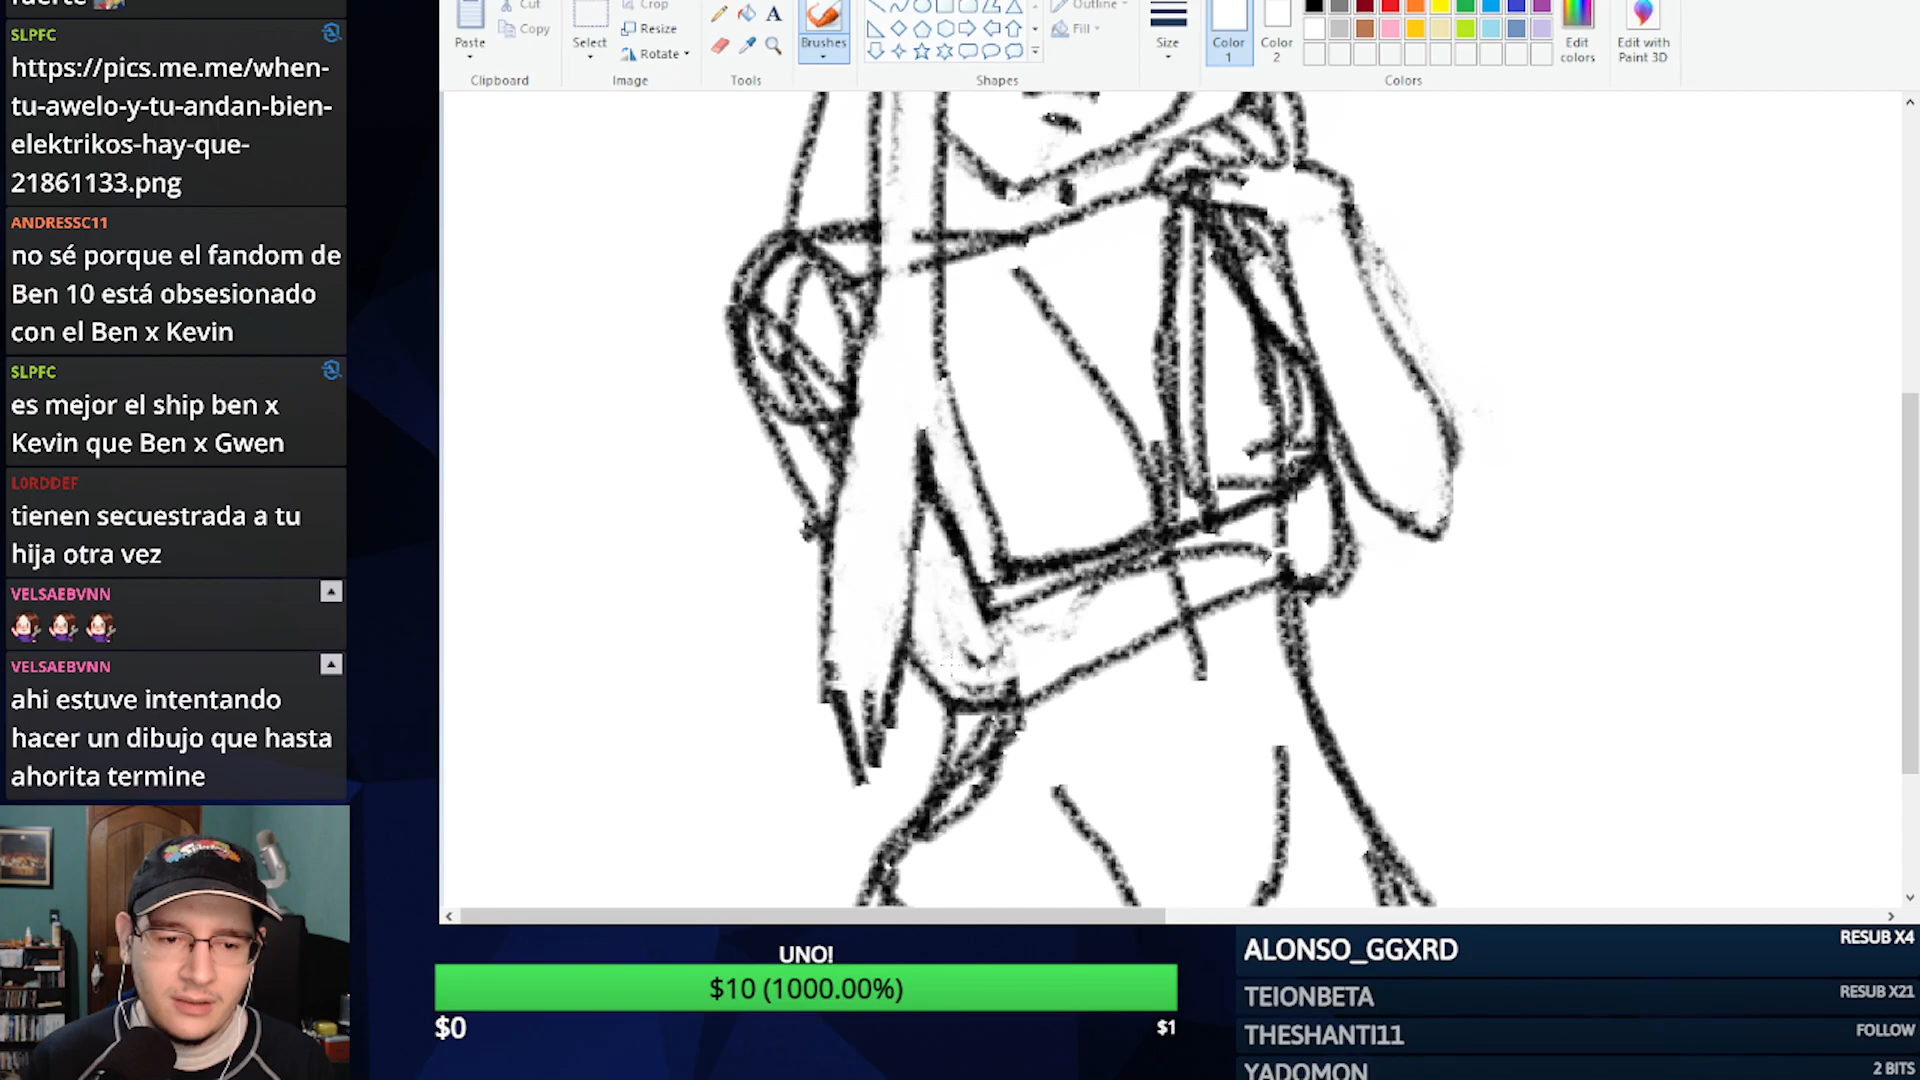 fuerte
SLPFC
https://pics.me.me/when-
tu-awelo-y-tu-andan-bien-
elektrikos-hay-que-
21861133.png
ANDRESSC11
no sé porque el fandom de
Ben 10 está obsesionado
con el Ben x Kevin
SLPFC
es mejor el ship ben x
Kevin que Ben x Gwen
L0RDDEF
tienen secuestrada a tu
hija otra vez
VELSAEBVNN
VELSAEBVNN
ahi estuve intentando
hacer un dibujo que hasta
ahorita termine
Paste
Cut
Copy
Clipboard
Select
Crop
Resize
Rotate
Image
A
Tools
Brushes
Shapes
Outline
Fill
Size
Color
1
Color
2
Colors
Edit
colors
Edit with
Paint 3D
UNO!
$10 (1000.00%)
$0
$1
ALONSO_GGXRD
RESUB X4
TEIONBETA
RESUB X21
THESHANTI11
FOLLOW
YADOMON
2 BITS